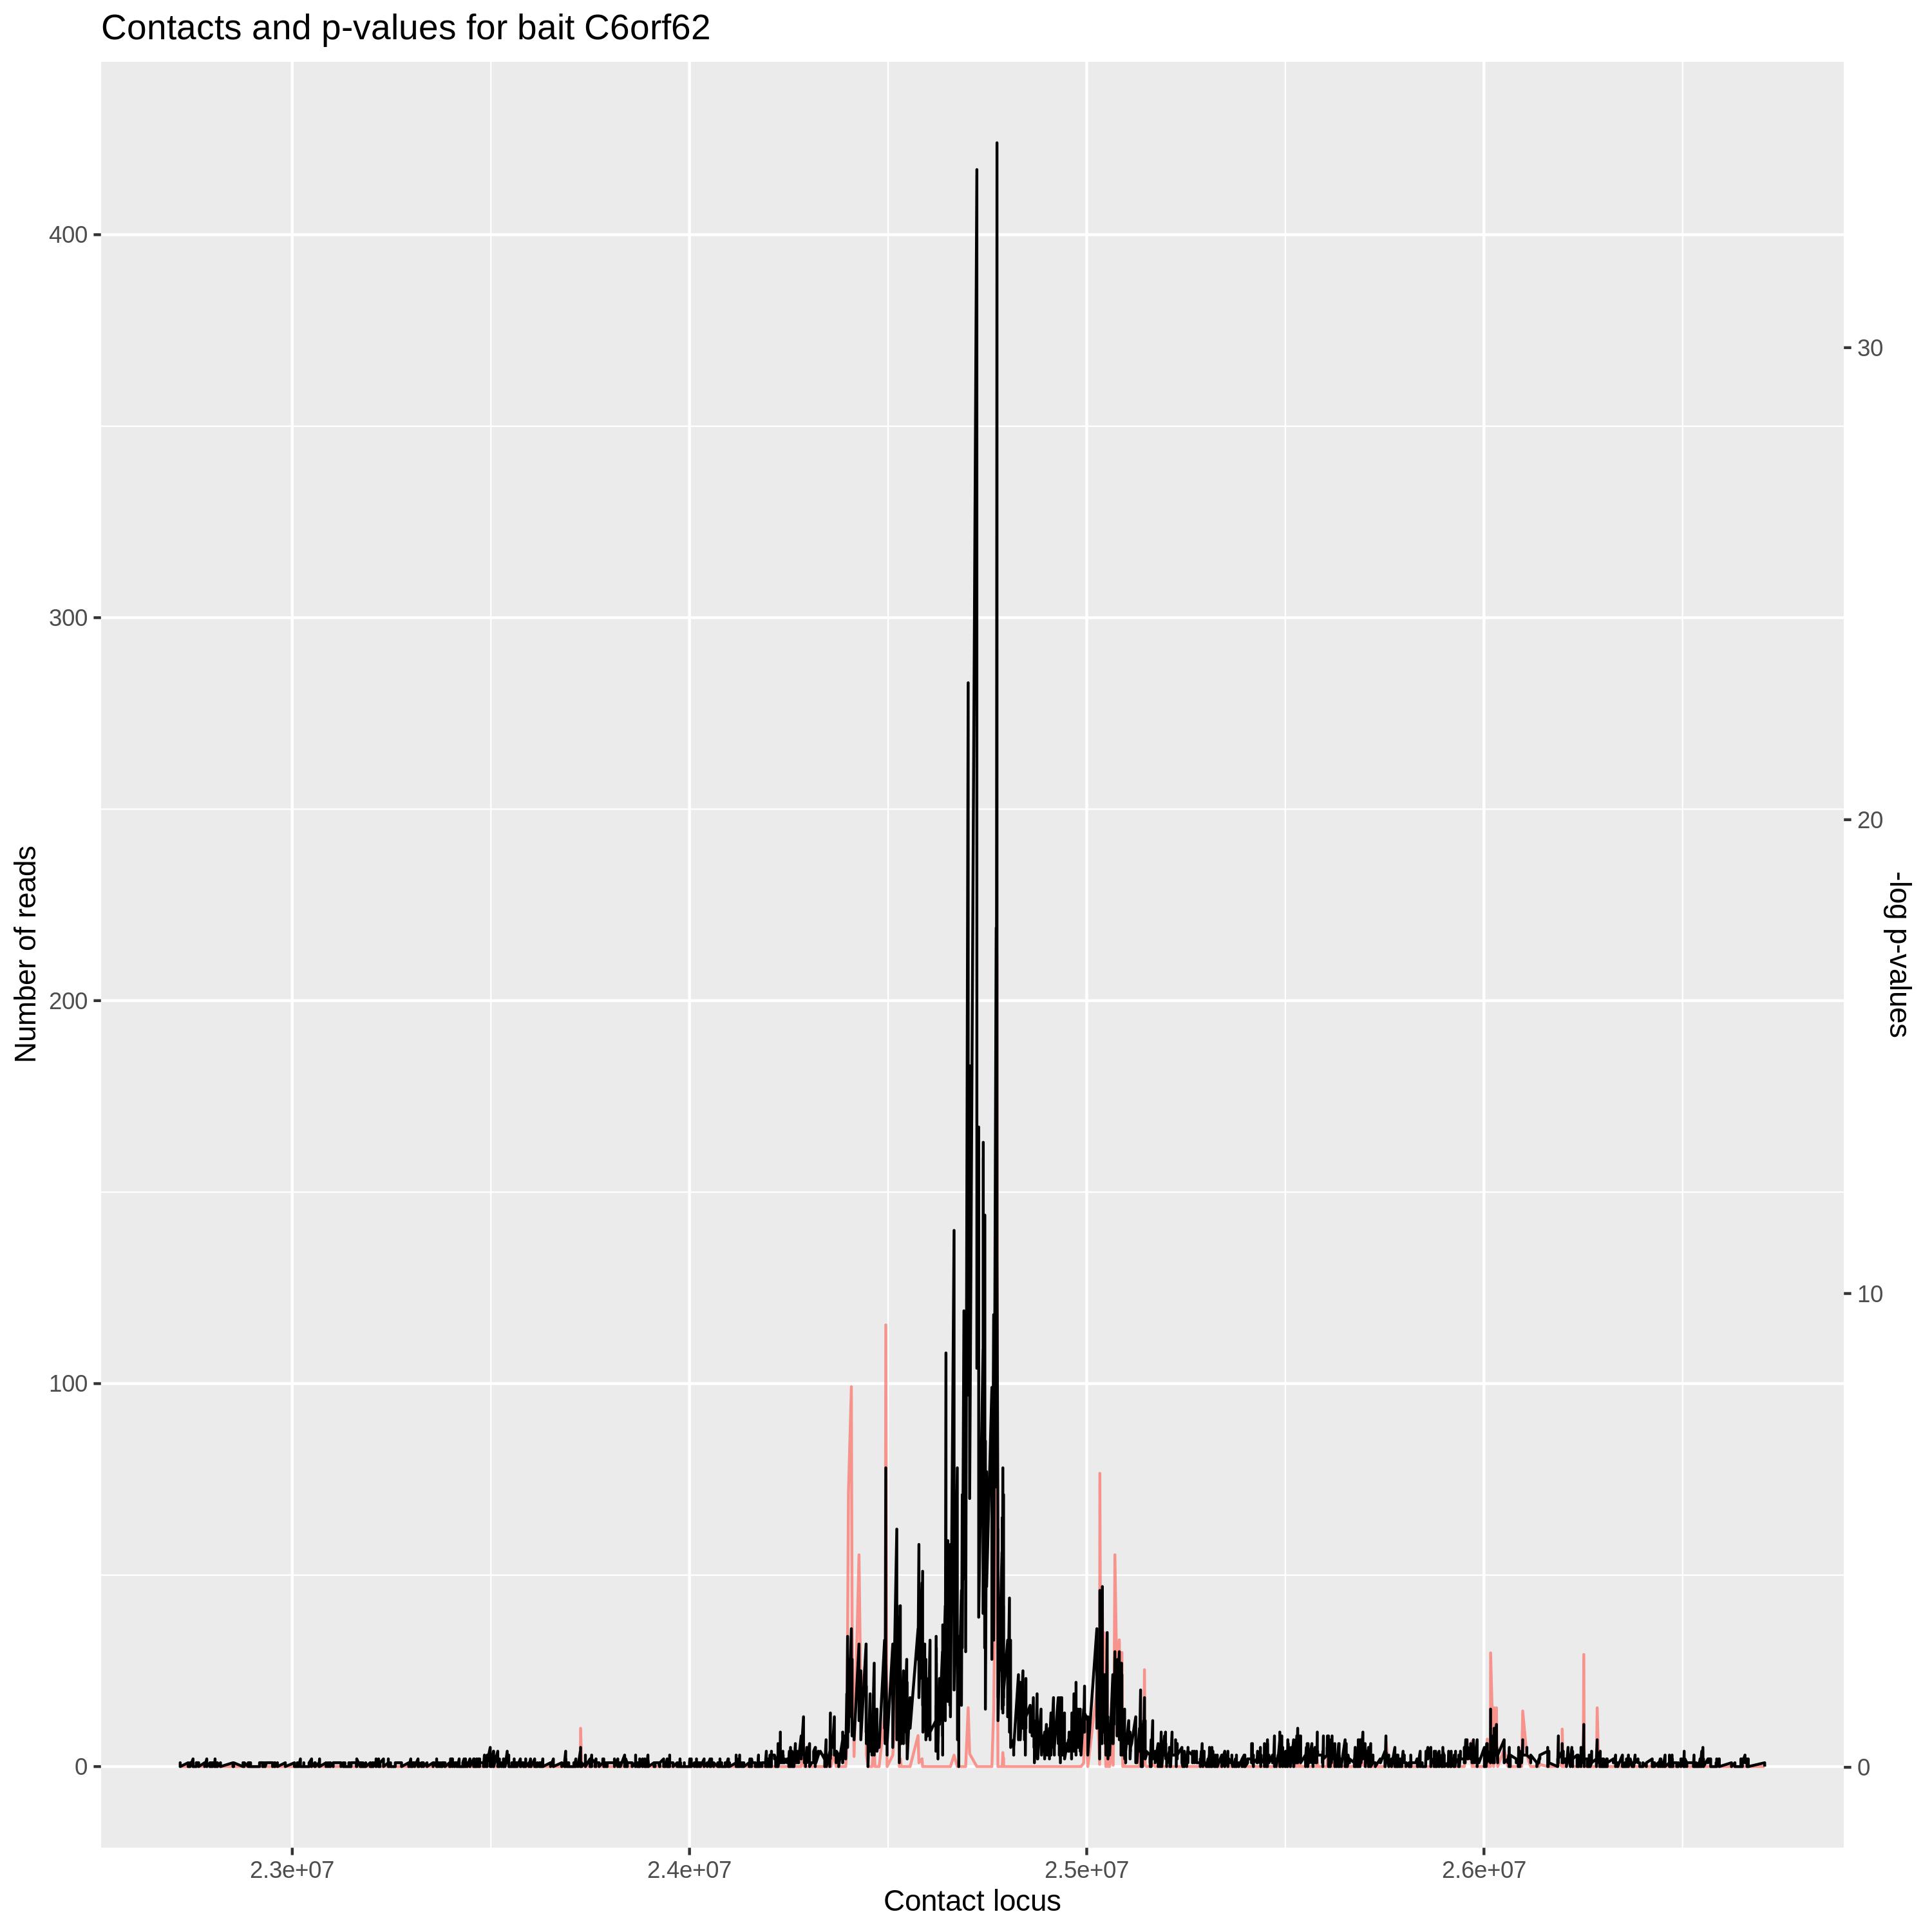 Contacts and p-values for bait C6orf62
Number of reads
400
300
200
100
0
30
20
10
0
-log p-values
2.3e+07
2.4e+07
2.5e+07
2.6e+07
Contact locus